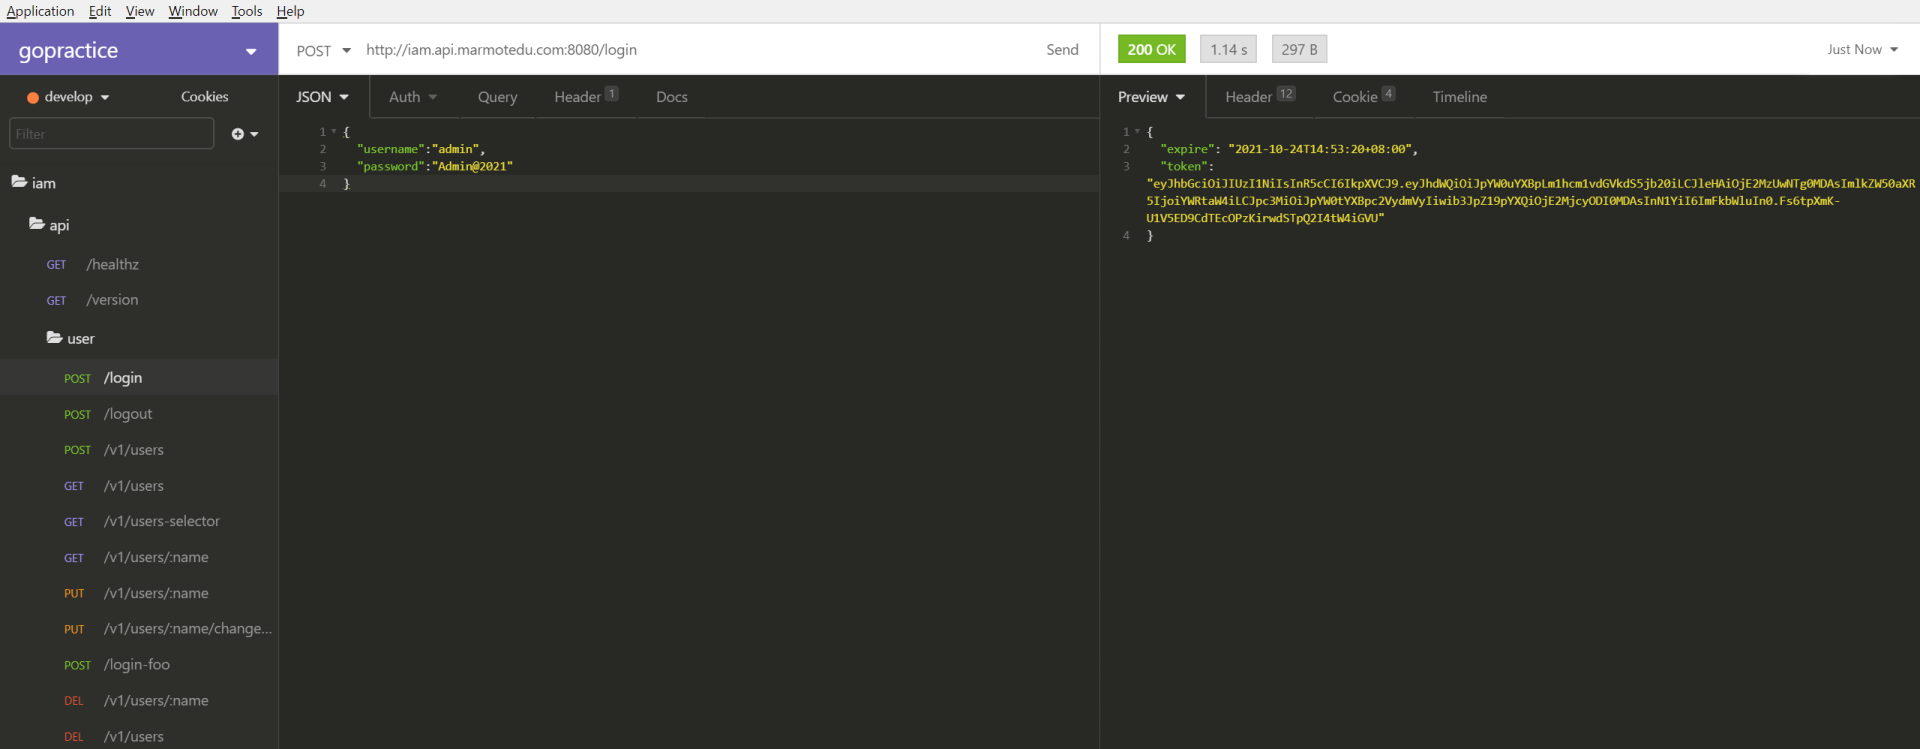 Application Edit View Window Tools Help
gopractice
develop Cookies
Filter
iam
api
GET /healthz
GET /version
user
POST /login
POST /logout
POST /v1/users
GET /v1/users
GET /v1/users-selector
GET /v1/users/:name
PUT /v1/users/:name
PUT /v1/users/:name/change...
POST /login-foo
DEL /v1/users/:name
DEL /v1/users
POST http://iam.api.marmotedu.com:8080/login Send
JSON Auth Query Header 1 Docs
1 {
2 "username":"admin",
3 "password":"Admin@2021"
4 }
200 OK 1.14 s 297 B Just Now
Preview Header 12 Cookie 4 Timeline
1 {
2 "expire": "2021-10-24T14:53:20+08:00",
3 "token":
"eyJhbGciOiJIUzI1NiIsInR5cCI6IkpXVCJ9.eyJhdWQiOiJpYW0uYXBpLm1hcm1vdGVkdS5jb20iLCJleHAiOjE2MzUwNTg0MDAsImlkZW50aXR
5IjoiYWRtaW4iLCJpc3MiOiJpYW0tYXBpc2VydmVyIiwib3JpZ19pYXQiOjE2MjcyODI0MDAsInN1YiI6ImFkbWluIn0.Fs6tpXmK-
U1V5ED9CdTEcOPzKirwdSTpQ2I4tW4iGVU"
4 }